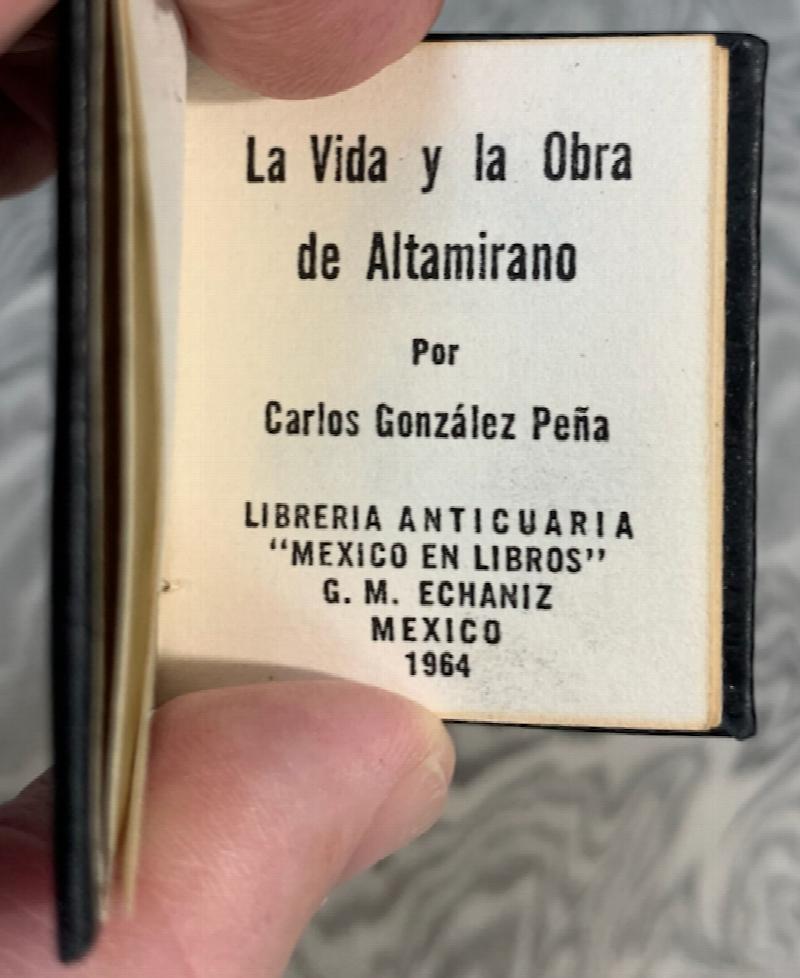 La Vida y la Obra
de Altamirano
Por
Carlos González Peña
LIBRERIA ANTICUARIA
“MEXICO EN LIBROS”
G. M. ECHANIZ
MEXICO
1964